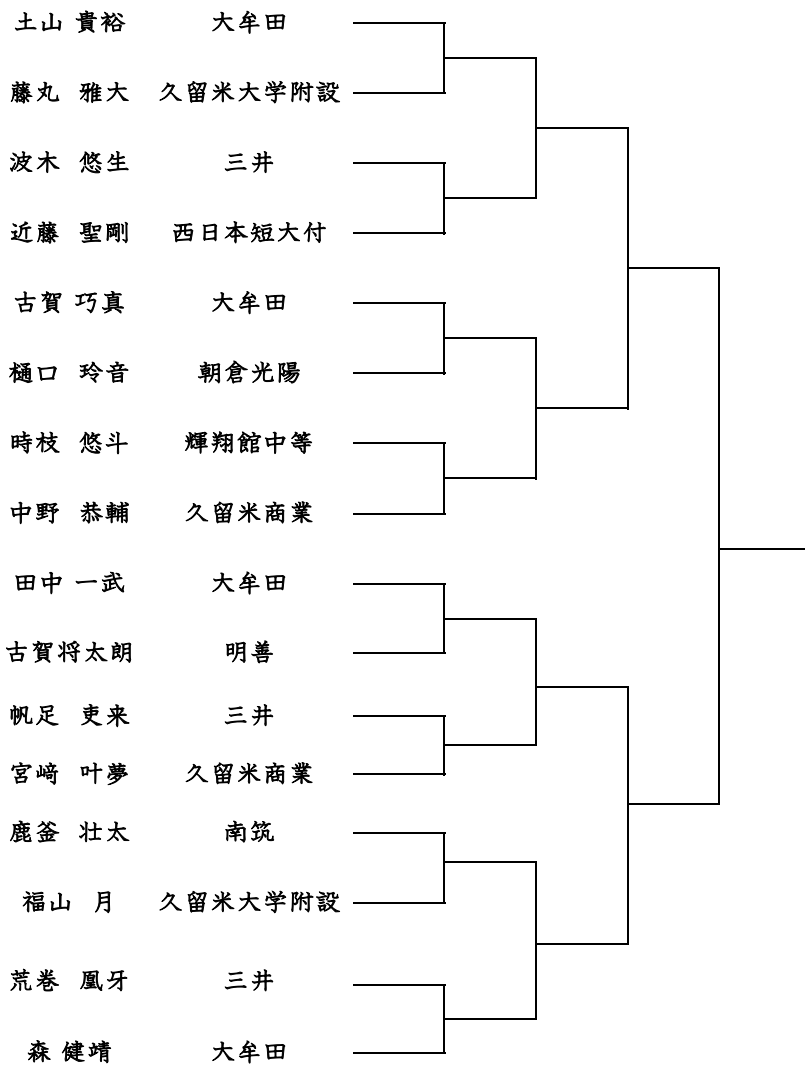 土山 貴裕 大牟田
藤丸 雅大 久留米大学附設
波木 悠生 三井
近藤 聖剛 西日本短大付
古賀 巧真 大牟田
樋口 玲音 朝倉光陽
時枝 悠斗 輝翔館中等
中野 恭輔 久留米商業
田中 一武 大牟田
古賀将太朗 明善
帆足 吏来 三井
宮﨑 叶夢 久留米商業
鹿釜 壮太 南筑
福山 月 久留米大学附設
荒巻 凰牙 三井
森 健靖 大牟田